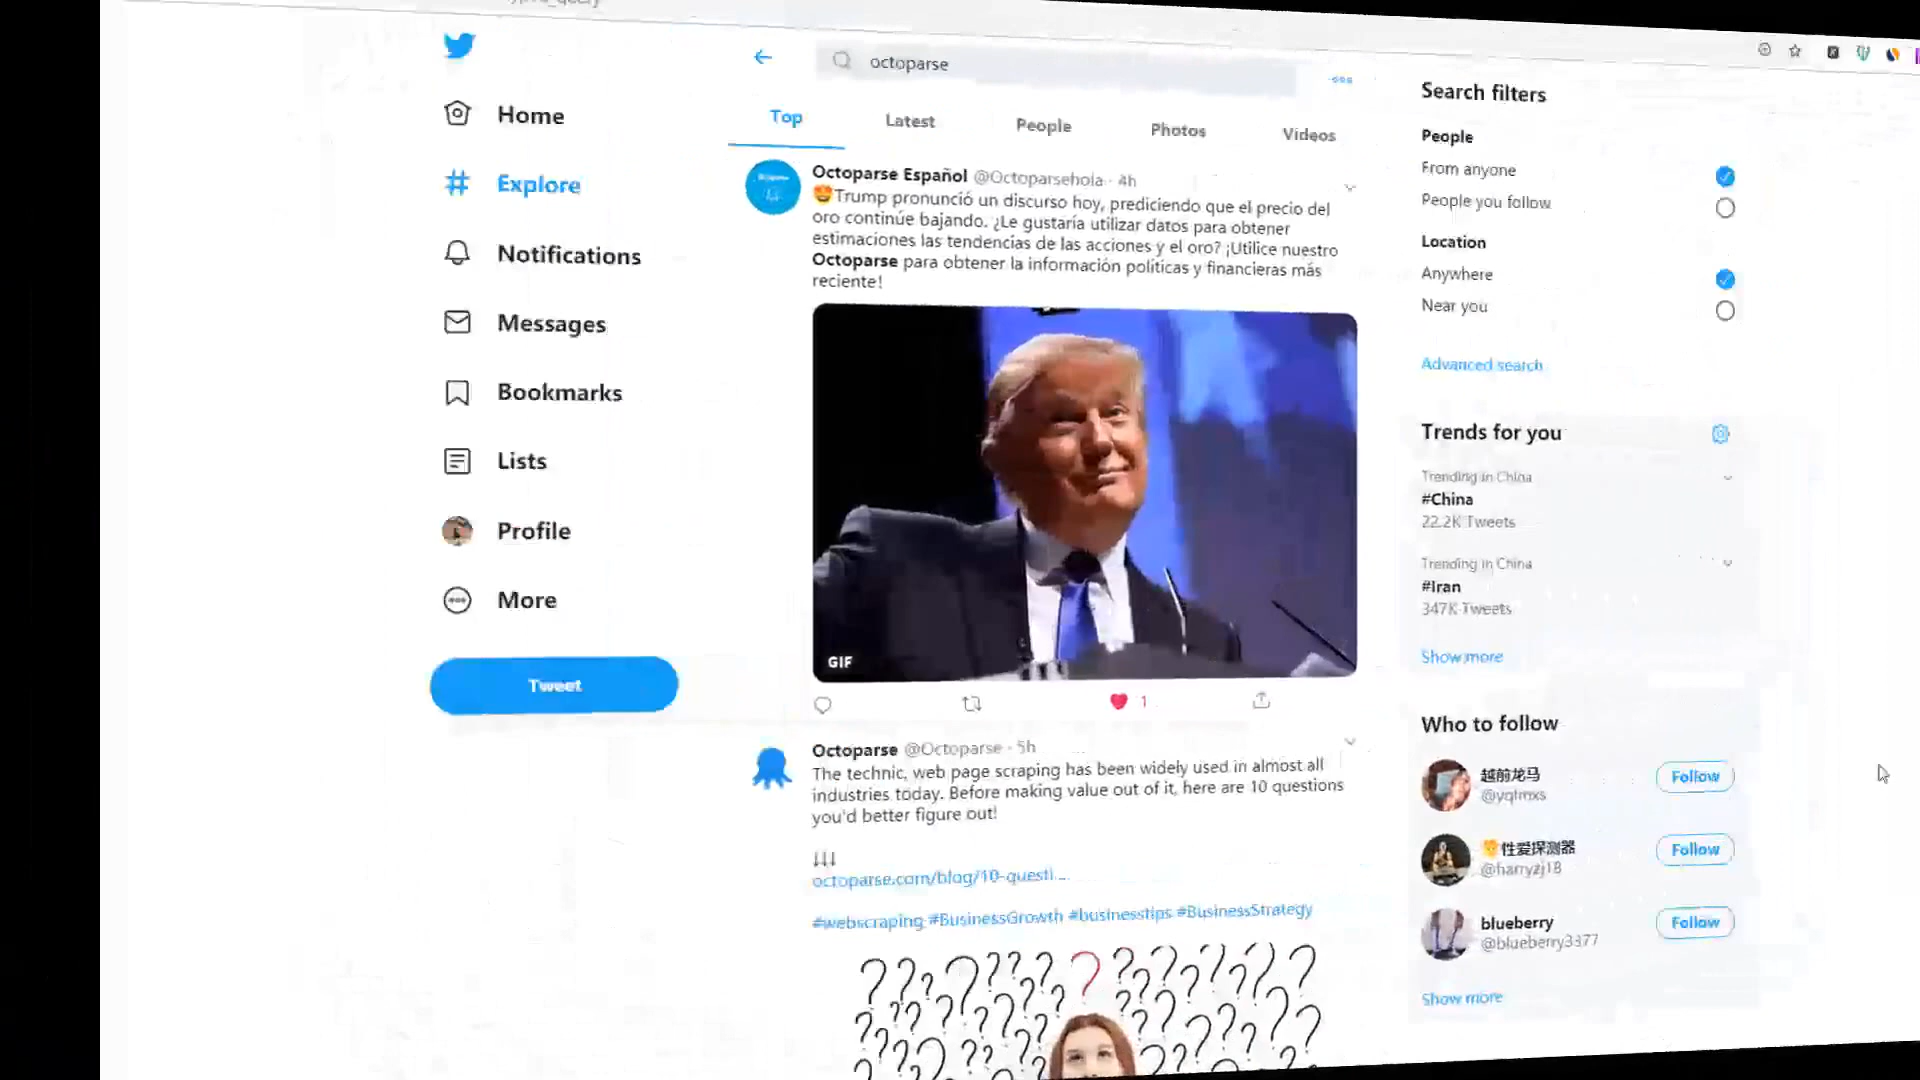 octoparse
Home
Explore
Notifications
Messages
Bookmarks
Lists
Profile
More
Tweet
Top
Latest
People
Photos
Videos
Octoparse Español @Octoparsehola · 4h
🤩Trump pronunció un discurso hoy, prediciendo que el precio del
oro continúe bajando. ¿Le gustaría utilizar datos para obtener
estimaciones las tendencias de las acciones y el oro? ¡Utilice nuestro
Octoparse para obtener la información políticas y financieras más
reciente!
GIF
1
Octoparse @Octoparse · 5h
The technic, web page scraping has been widely used in almost all
industries today. Before making value out of it, here are 10 questions
you'd better figure out!
↓↓↓
octoparse.com/blog/10-questi...
#webscraping #BusinessGrowth #businesstips #BusinessStrategy
Search filters
People
From anyone
People you follow
Location
Anywhere
Near you
Advanced search
Trends for you
Trending in China
#China
22.2K Tweets
Trending in China
#Iran
347K Tweets
Show more
Who to follow
越前龙马
Follow
性爱探测器
@harryzj18
Follow
blueberry
@blueberry3377
Follow
Show more